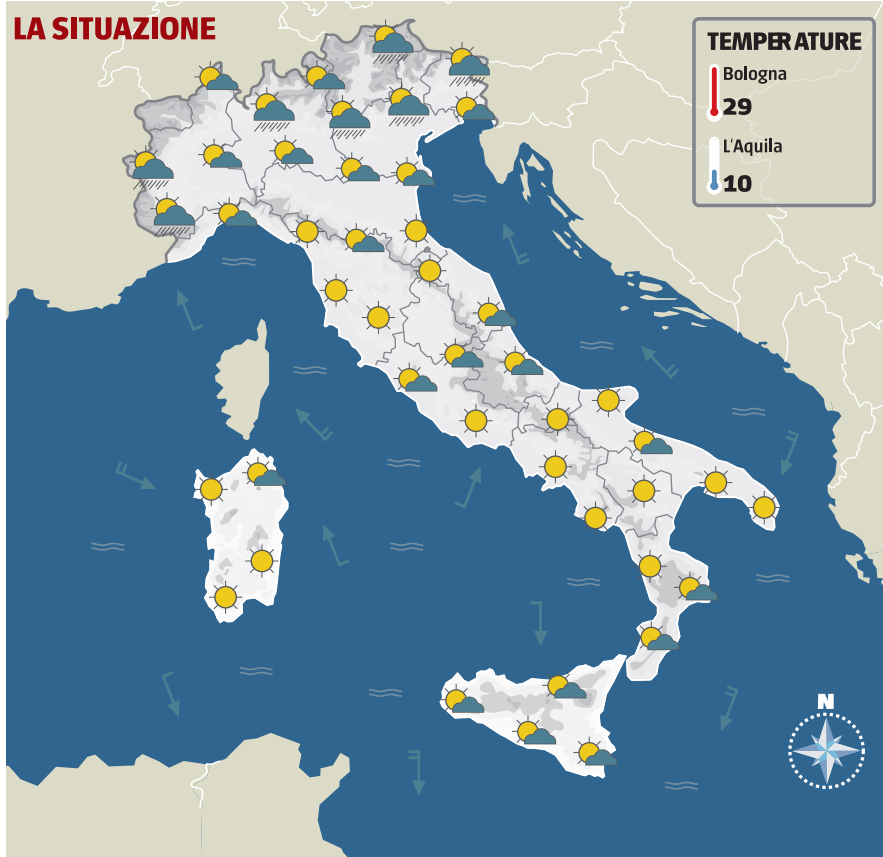 LA SITUAZIONE
TEMPERATURE
Bologna
29
L'Aquila
10
N